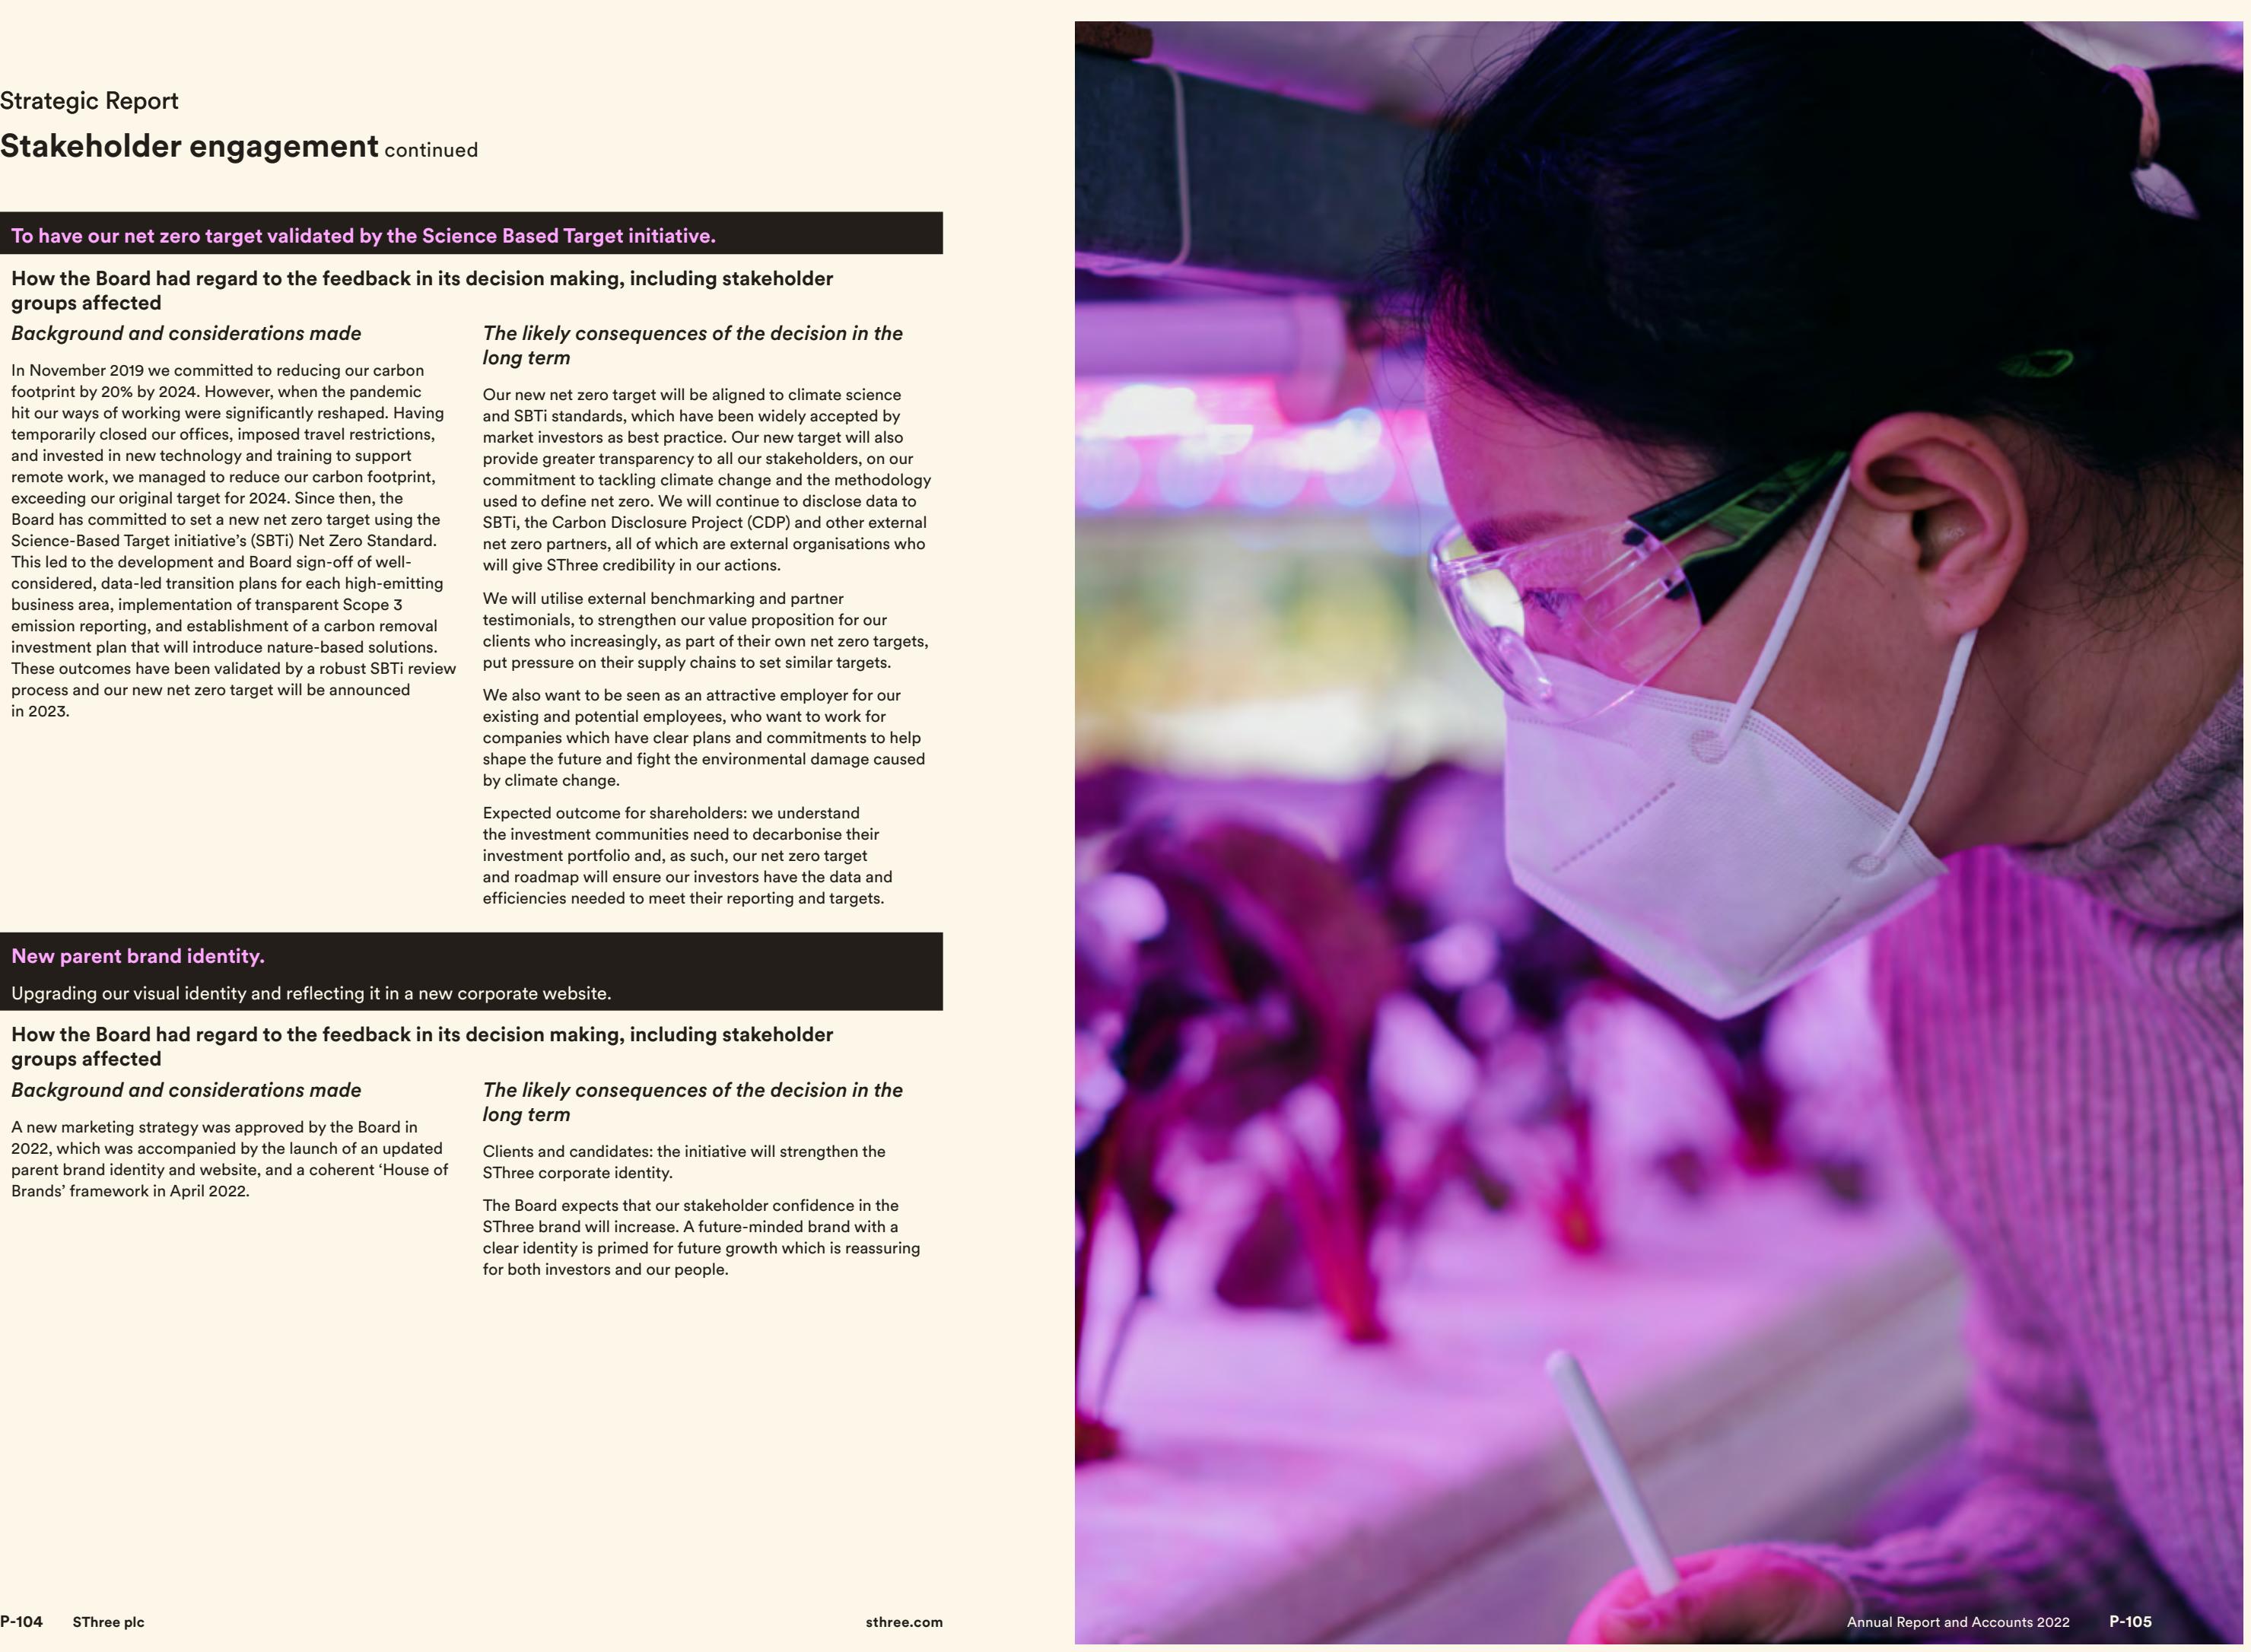 Strategic Report
Stakeholder engagement continued
To have our net zero target validated by the Science Based Target initiative.
How the Board had regard to the feedback in its decision making, including stakeholder
groups affected
Background and considerations made
In November 2019 we committed to reducing our carbon
footprint by 20% by 2024. However, when the pandemic
hit our ways of working were significantly reshaped. Having
temporarily closed our offices, imposed travel restrictions,
and invested in new technology and training to support
remote work, we managed to reduce our carbon footprint,
exceeding our original target for 2024. Since then, the
Board has committed to set a new net zero target using the
Science-Based Target initiative’s (SBTi) Net Zero Standard.
This led to the development and Board sign-off of well-
considered, data-led transition plans for each high-emitting
business area, implementation of transparent Scope 3
emission reporting, and establishment of a carbon removal
investment plan that will introduce nature-based solutions.
These outcomes have been validated by a robust SBTi review
process and our new net zero target will be announced
in 2023.
The likely consequences of the decision in the
long term
Our new net zero target will be aligned to climate science
and SBTi standards, which have been widely accepted by
market investors as best practice. Our new target will also
provide greater transparency to all our stakeholders, on our
commitment to tackling climate change and the methodology
used to define net zero. We will continue to disclose data to
SBTi, the Carbon Disclosure Project (CDP) and other external
net zero partners, all of which are external organisations who
will give SThree credibility in our actions.
We will utilise external benchmarking and partner
testimonials, to strengthen our value proposition for our
clients who increasingly, as part of their own net zero targets,
put pressure on their supply chains to set similar targets.
We also want to be seen as an attractive employer for our
existing and potential employees, who want to work for
companies which have clear plans and commitments to help
shape the future and fight the environmental damage caused
by climate change.
Expected outcome for shareholders: we understand
the investment communities need to decarbonise their
investment portfolio and, as such, our net zero target
and roadmap will ensure our investors have the data and
efficiencies needed to meet their reporting and targets.
New parent brand identity.
Upgrading our visual identity and reflecting it in a new corporate website.
How the Board had regard to the feedback in its decision making, including stakeholder
groups affected
Background and considerations made
A new marketing strategy was approved by the Board in
2022, which was accompanied by the launch of an updated
parent brand identity and website, and a coherent ‘House of
Brands’ framework in April 2022.
The likely consequences of the decision in the
long term
Clients and candidates: the initiative will strengthen the
SThree corporate identity.
The Board expects that our stakeholder confidence in the
SThree brand will increase. A future-minded brand with a
clear identity is primed for future growth which is reassuring
for both investors and our people.
P-104 SThree plc sthree.com
Annual Report and Accounts 2022 P-105